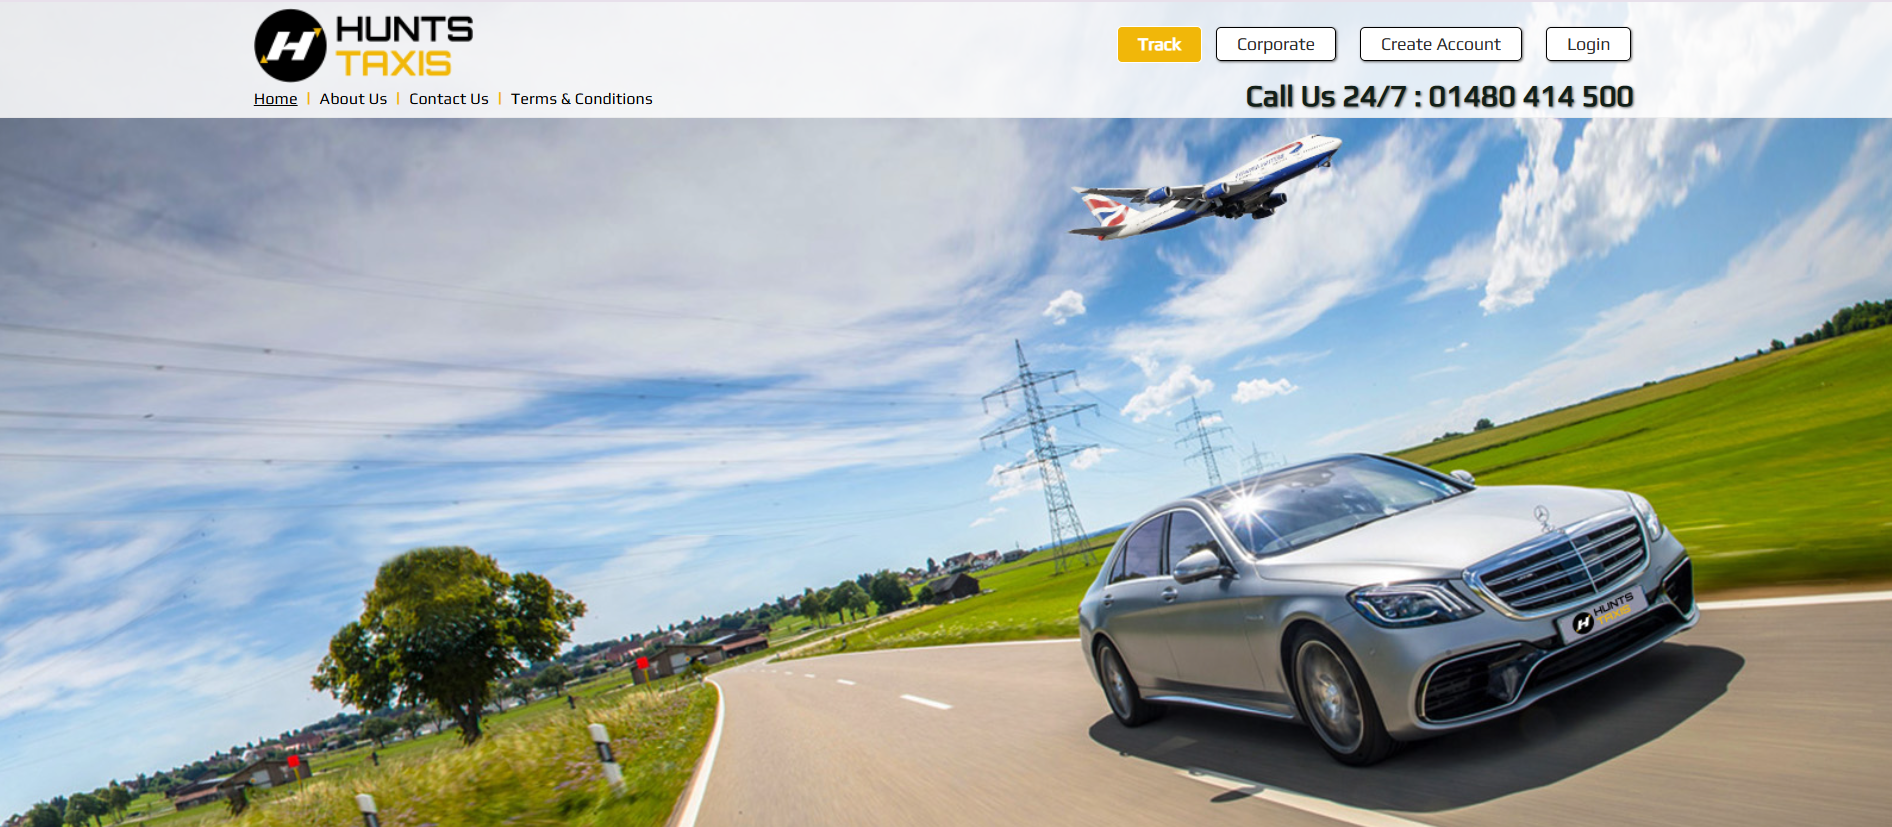 HUNTS
TAXIS
Track
Corporate
Create Account
Login
Home | About Us | Contact Us | Terms & Conditions
Call Us 24/7 : 01480 414 500
HUNTS
TAXIS